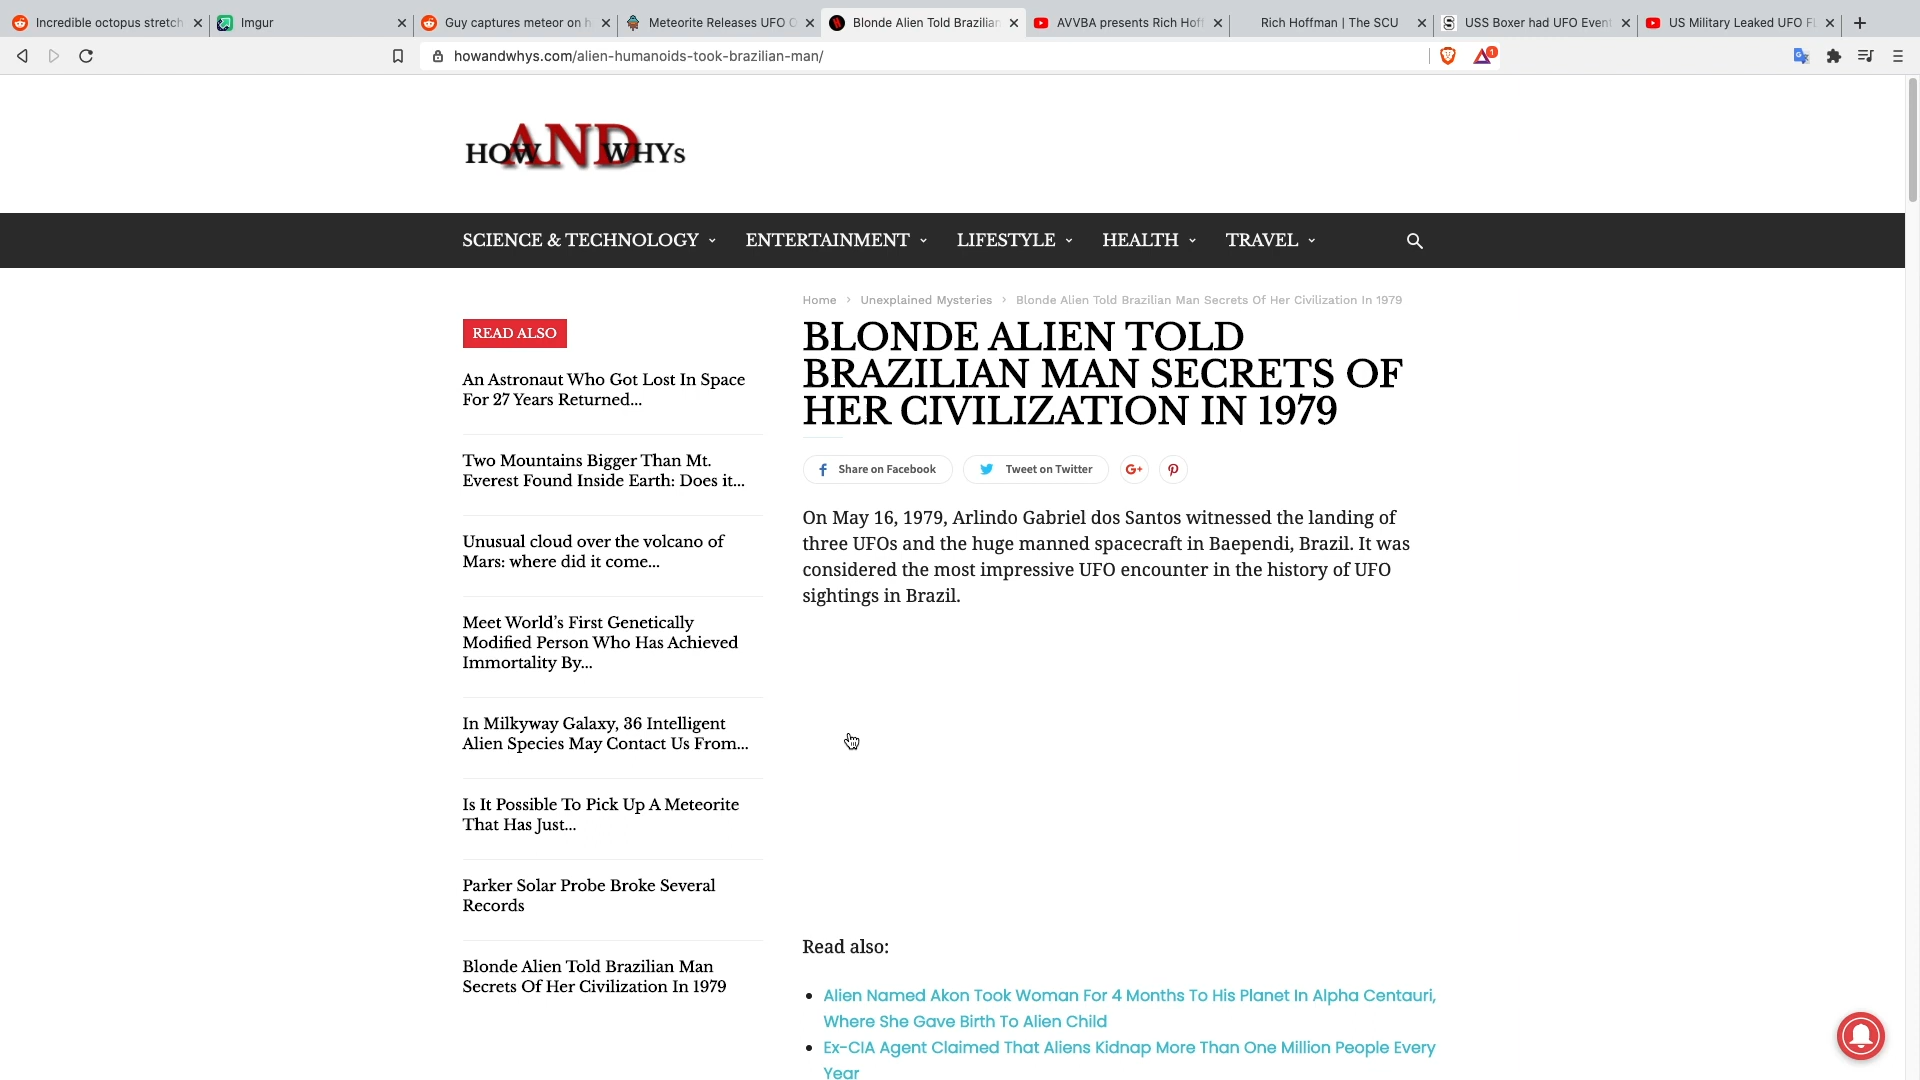 Incredible octopus stretch
Imgur
Guy captures meteor on h
Meteorite Releases UFO O
Blonde Alien Told Brazilian
AVVBA presents Rich Hoff
Rich Hoffman | The SCU
USS Boxer had UFO Event
US Military Leaked UFO F
howandwhys.com/alien-humanoids-took-brazilian-man/
1
HOW AND WHYs
SCIENCE & TECHNOLOGY
ENTERTAINMENT
LIFESTYLE
HEALTH
TRAVEL
READ ALSO
An Astronaut Who Got Lost In Space
For 27 Years Returned...
Two Mountains Bigger Than Mt.
Everest Found Inside Earth: Does it...
Unusual cloud over the volcano of
Mars: where did it come...
Meet World’s First Genetically
Modified Person Who Has Achieved
Immortality By...
In Milkyway Galaxy, 36 Intelligent
Alien Species May Contact Us From...
Is It Possible To Pick Up A Meteorite
That Has Just...
Parker Solar Probe Broke Several
Records
Blonde Alien Told Brazilian Man
Secrets Of Her Civilization In 1979
Home › Unexplained Mysteries › Blonde Alien Told Brazilian Man Secrets Of Her Civilization In 1979
BLONDE ALIEN TOLD
BRAZILIAN MAN SECRETS OF
HER CIVILIZATION IN 1979
Share on Facebook
Tweet on Twitter
G+
On May 16, 1979, Arlindo Gabriel dos Santos witnessed the landing of
three UFOs and the huge manned spacecraft in Baependi, Brazil. It was
considered the most impressive UFO encounter in the history of UFO
sightings in Brazil.
Read also:
• Alien Named Akon Took Woman For 4 Months To His Planet In Alpha Centauri,
Where She Gave Birth To Alien Child
• Ex-CIA Agent Claimed That Aliens Kidnap More Than One Million People Every
Year